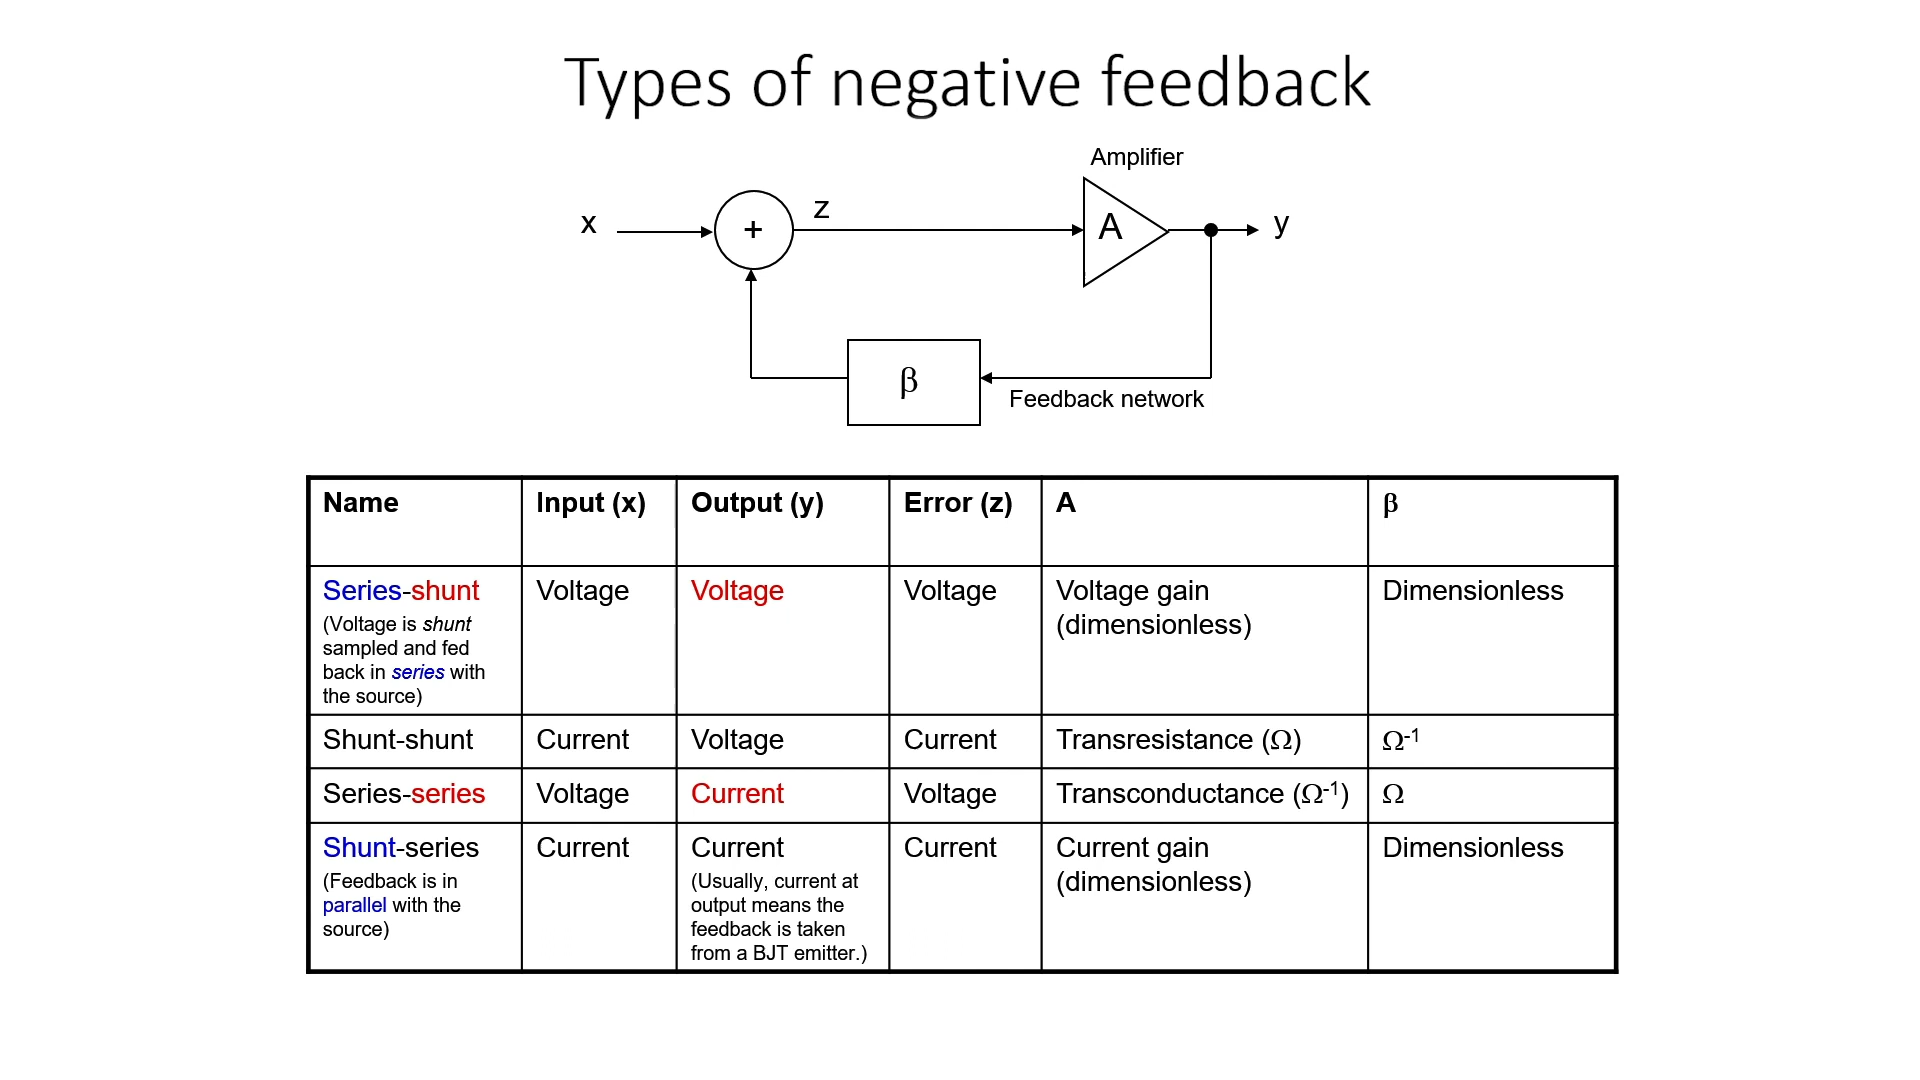 Types of negative feedback
Amplifier
x
+
z
A
y
β
Feedback network
Name Input (x) Output (y) Error (z) A β
Series-shunt Voltage Voltage Voltage Voltage gain Dimensionless
(dimensionless)
(Voltage is shunt
sampled and fed
back in series with
the source)
Shunt-shunt Current Voltage Current Transresistance (Ω) Ω⁻¹
Series-series Voltage Current Voltage Transconductance (Ω⁻¹) Ω
Shunt-series Current Current Current Current gain Dimensionless
(dimensionless)
(Feedback is in
parallel with the
source)
(Usually, current at
output means the
feedback is taken
from a BJT emitter.)